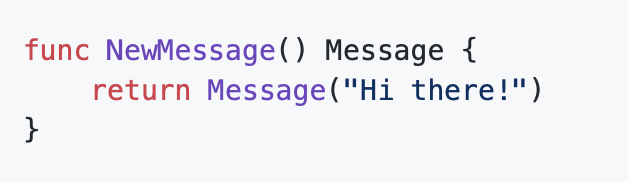 func NewMessage() Message {
    return Message("Hi there!")
}